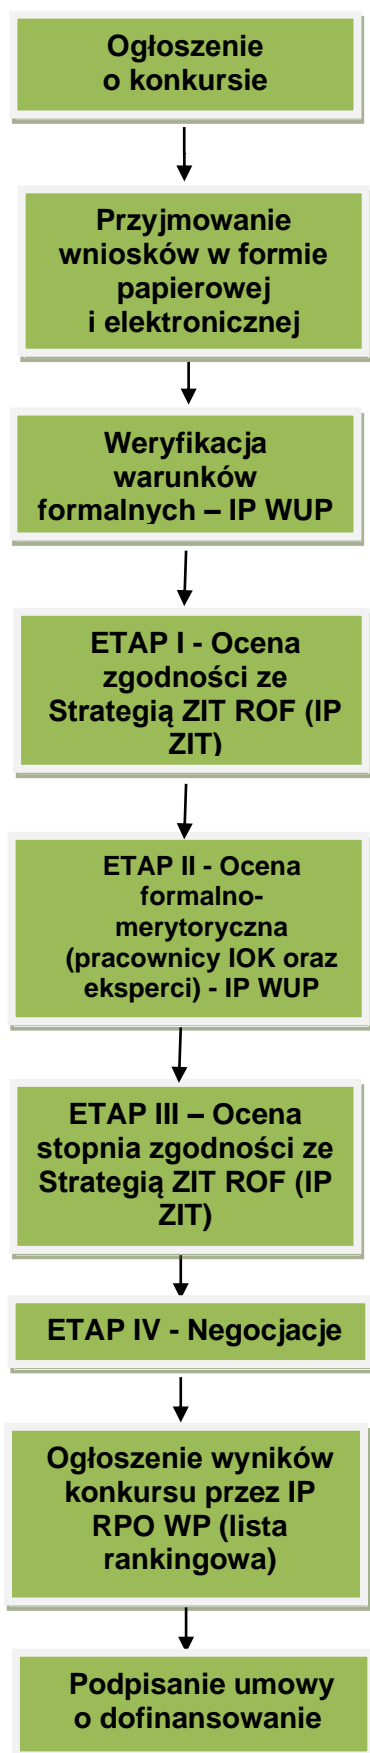 Ogłoszenie
o konkursie
Przyjmowanie
wniosków w formie
papierowej
i elektronicznej
Weryfikacja
warunków
formalnych – IP WUP
ETAP I - Ocena
zgodności ze
Strategią ZIT ROF (IP
ZIT)
ETAP II - Ocena
formalno-
merytoryczna
(pracownicy IOK oraz
eksperci) - IP WUP
ETAP III – Ocena
stopnia zgodności ze
Strategią ZIT ROF (IP
ZIT)
ETAP IV - Negocjacje
Ogłoszenie wyników
konkursu przez IP
RPO WP (lista
rankingowa)
Podpisanie umowy
o dofinansowanie